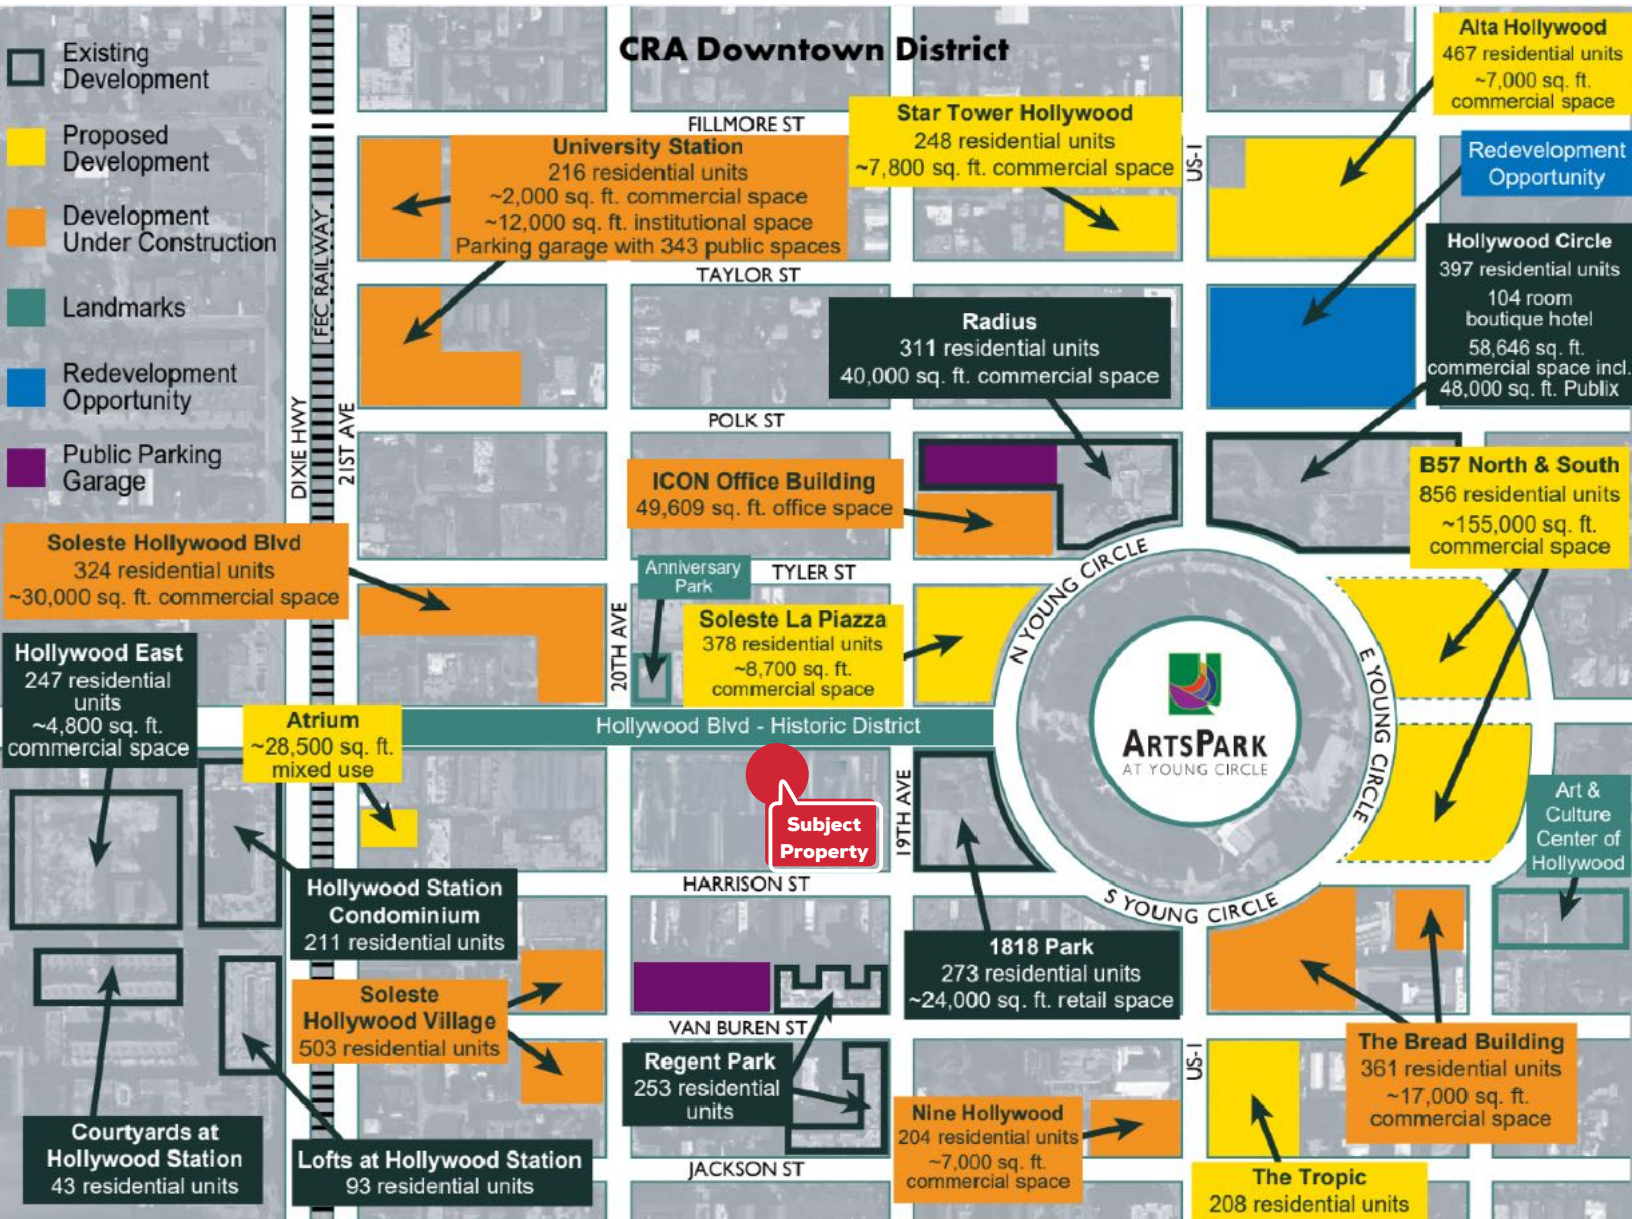 CRA Downtown District
Existing
Development
Proposed
Development
Development
Under Construction
Landmarks
Redevelopment
Opportunity
Public Parking
Garage
Alta Hollywood
467 residential units
~7,000 sq. ft.
commercial space
Star Tower Hollywood
248 residential units
~7,800 sq. ft. commercial space
FILLMORE ST
University Station
216 residential units
~2,000 sq. ft. commercial space
~12,000 sq. ft. institutional space
Parking garage with 343 public spaces
US-1
Redevelopment
Opportunity
FEC RAILWAY
TAYLOR ST
Hollywood Circle
397 residential units
104 room
boutique hotel
58,646 sq. ft.
commercial space incl.
48,000 sq. ft. Publix
Radius
311 residential units
40,000 sq. ft. commercial space
DIXIE HWY
21ST AVE
POLK ST
ICON Office Building
49,609 sq. ft. office space
B57 North & South
856 residential units
~155,000 sq. ft.
commercial space
Soleste Hollywood Blvd
324 residential units
~30,000 sq. ft. commercial space
Anniversary
Park
TYLER ST
N YOUNG CIRCLE
20TH AVE
Soleste La Piazza
378 residential units
~8,700 sq. ft.
commercial space
E YOUNG CIRCLE
Hollywood East
247 residential
units
~4,800 sq. ft.
commercial space
Atrium
~28,500 sq. ft.
mixed use
Hollywood Blvd - Historic District
ARTSPARK
AT YOUNG CIRCLE
Subject
Property
19TH AVE
Art &
Culture
Center of
Hollywood
HARRISON ST
S YOUNG CIRCLE
Hollywood Station
Condominium
211 residential units
1818 Park
273 residential units
~24,000 sq. ft. retail space
Soleste
Hollywood Village
503 residential units
VAN BUREN ST
Regent Park
253 residential
units
US-1
The Bread Building
361 residential units
~17,000 sq. ft.
commercial space
Nine Hollywood
204 residential units
~7,000 sq. ft.
commercial space
Courtyards at
Hollywood Station
43 residential units
Lofts at Hollywood Station
93 residential units
JACKSON ST
The Tropic
208 residential units